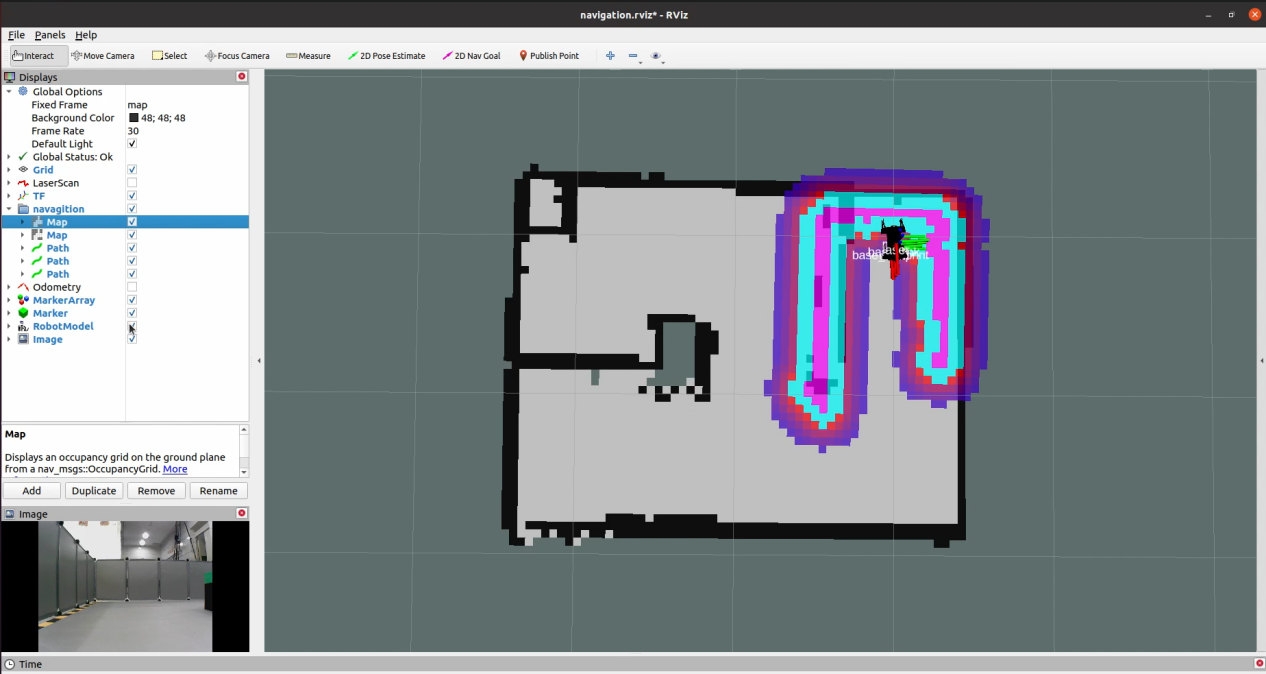 navigation.rviz* - RViz
File Panels Help
Interact Move Camera Select Focus Camera Measure 2D Pose Estimate 2D Nav Goal Publish Point
Displays
Global Options
Fixed Frame map
Background Color 48; 48; 48
Frame Rate 30
Default Light
Global Status: Ok
Grid
LaserScan
TF
navagition
Map
Map
Path
Path
Path
Odometry
MarkerArray
Marker
RobotModel
Image
Map
Displays an occupancy grid on the ground plane
from a nav_msgs::OccupancyGrid. More
Add Duplicate Remove Rename
Image
Time